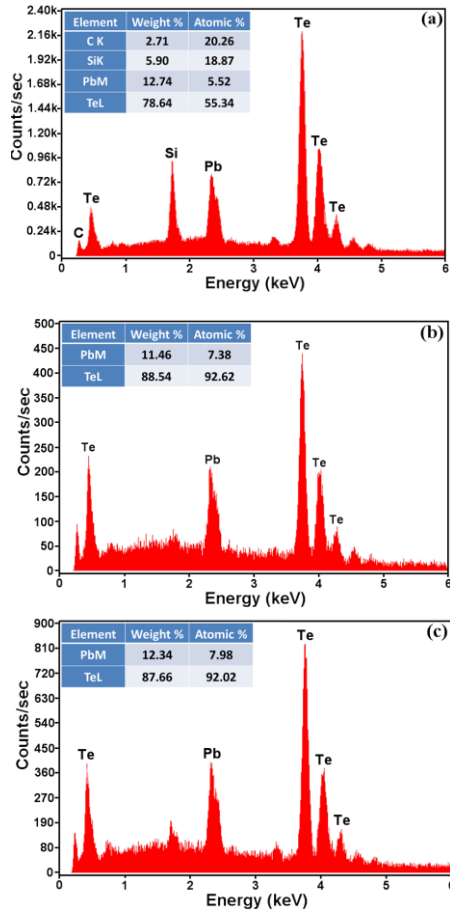 (a)
Element Weight % Atomic %
C K 2.71 20.26
SiK 5.90 18.87
PbM 12.74 5.52
TeL 78.64 55.34
Counts/sec
2.40k
2.16k
1.92k
1.68k
1.44k
1.20k
0.96k
0.72k
0.48k
0.24k
0
C
Te
Si
Pb
Te
Te
Te
0 1 2 3 4 5 6
Energy (keV)
(b)
Element Weight % Atomic %
PbM 11.46 7.38
TeL 88.54 92.62
Counts/sec
500
450
400
350
300
250
200
150
100
50
0
Te
Pb
Te
Te
Te
0 1 2 3 4 5 6
Energy (keV)
(c)
Element Weight % Atomic %
PbM 12.34 7.98
TeL 87.66 92.02
Counts/sec
900
810
720
630
540
450
360
270
190
80
0
Te
Pb
Te
Te
Te
0 1 2 3 4 5 6
Energy (keV)